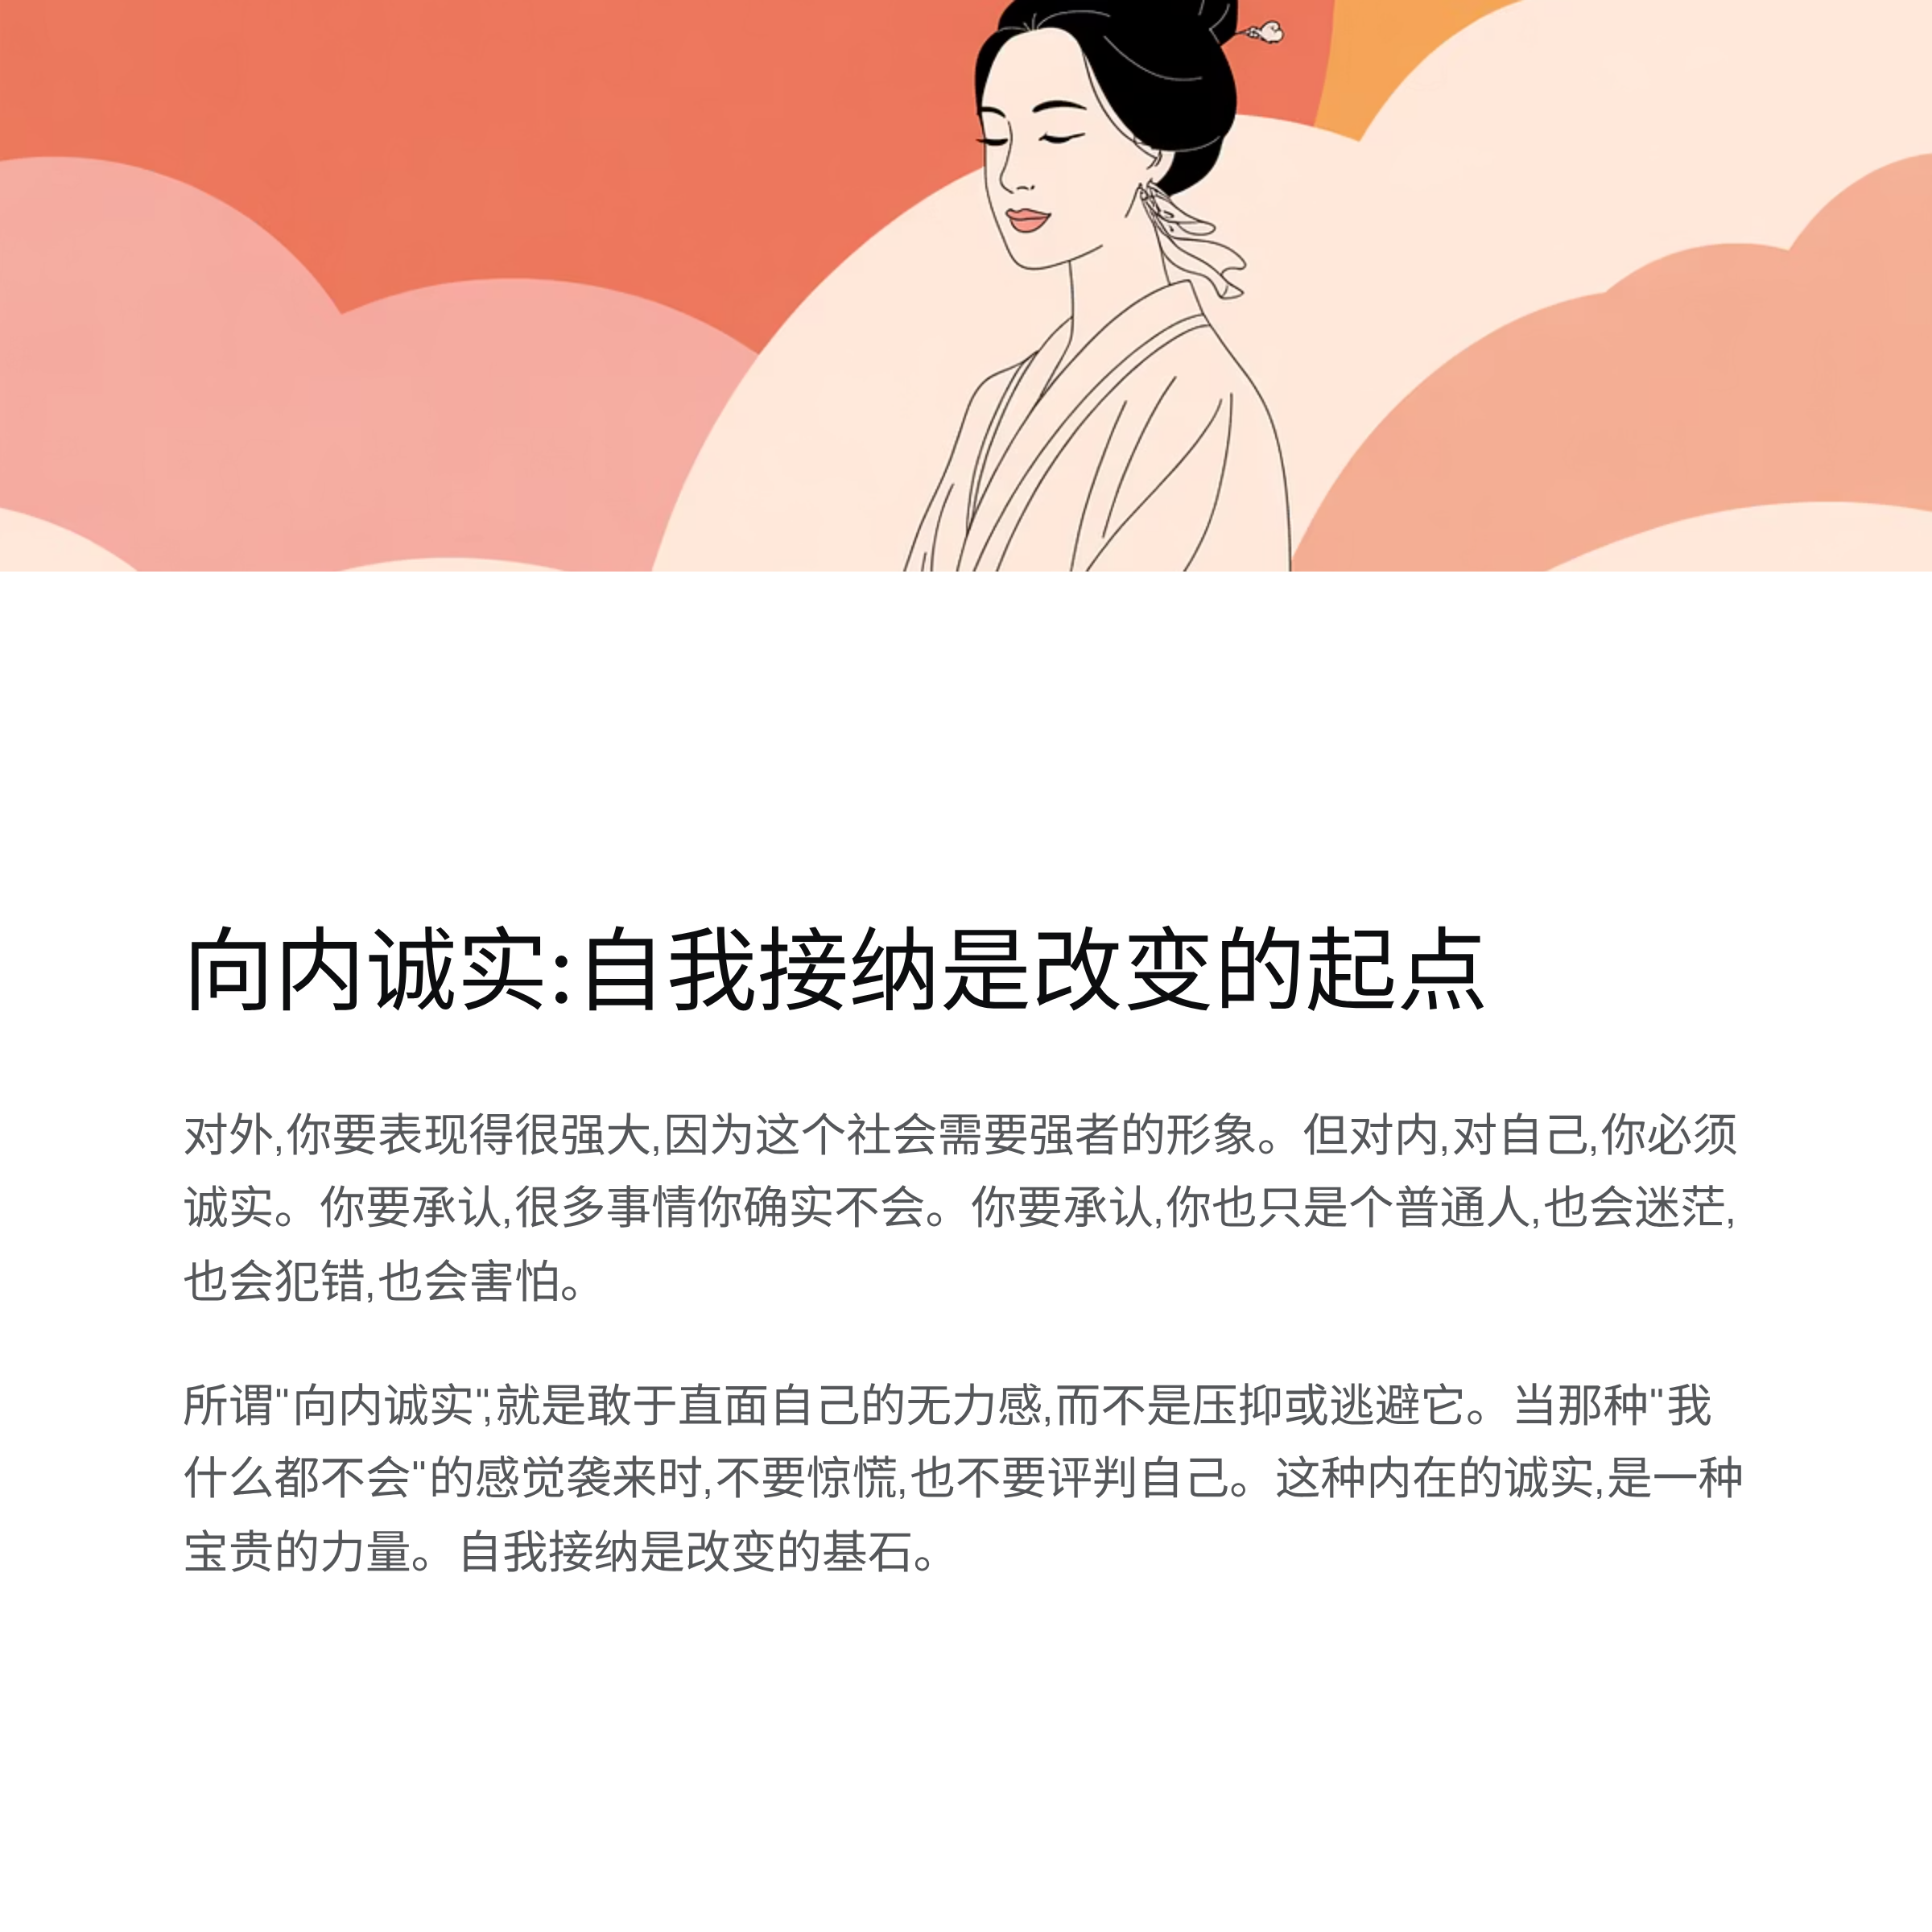 向内诚实:自我接纳是改变的起点
对外,你要表现得很强大,因为这个社会需要强者的形象。但对内,对自己,你必须
诚实。你要承认,很多事情你确实不会。你要承认,你也只是个普通人,也会迷茫,
也会犯错,也会害怕。
所谓"向内诚实",就是敢于直面自己的无力感,而不是压抑或逃避它。当那种"我
什么都不会"的感觉袭来时,不要惊慌,也不要评判自己。这种内在的诚实,是一种
宝贵的力量。自我接纳是改变的基石。